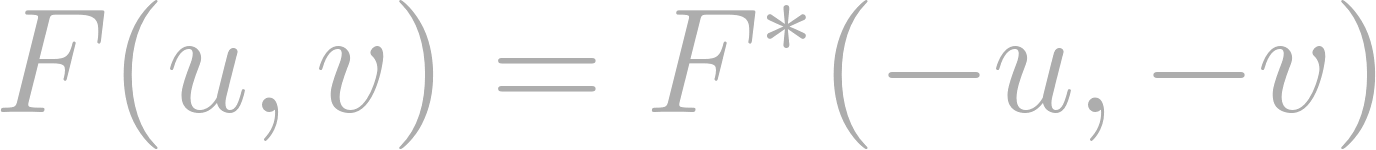 F(u, v) = F*(−u, −v)